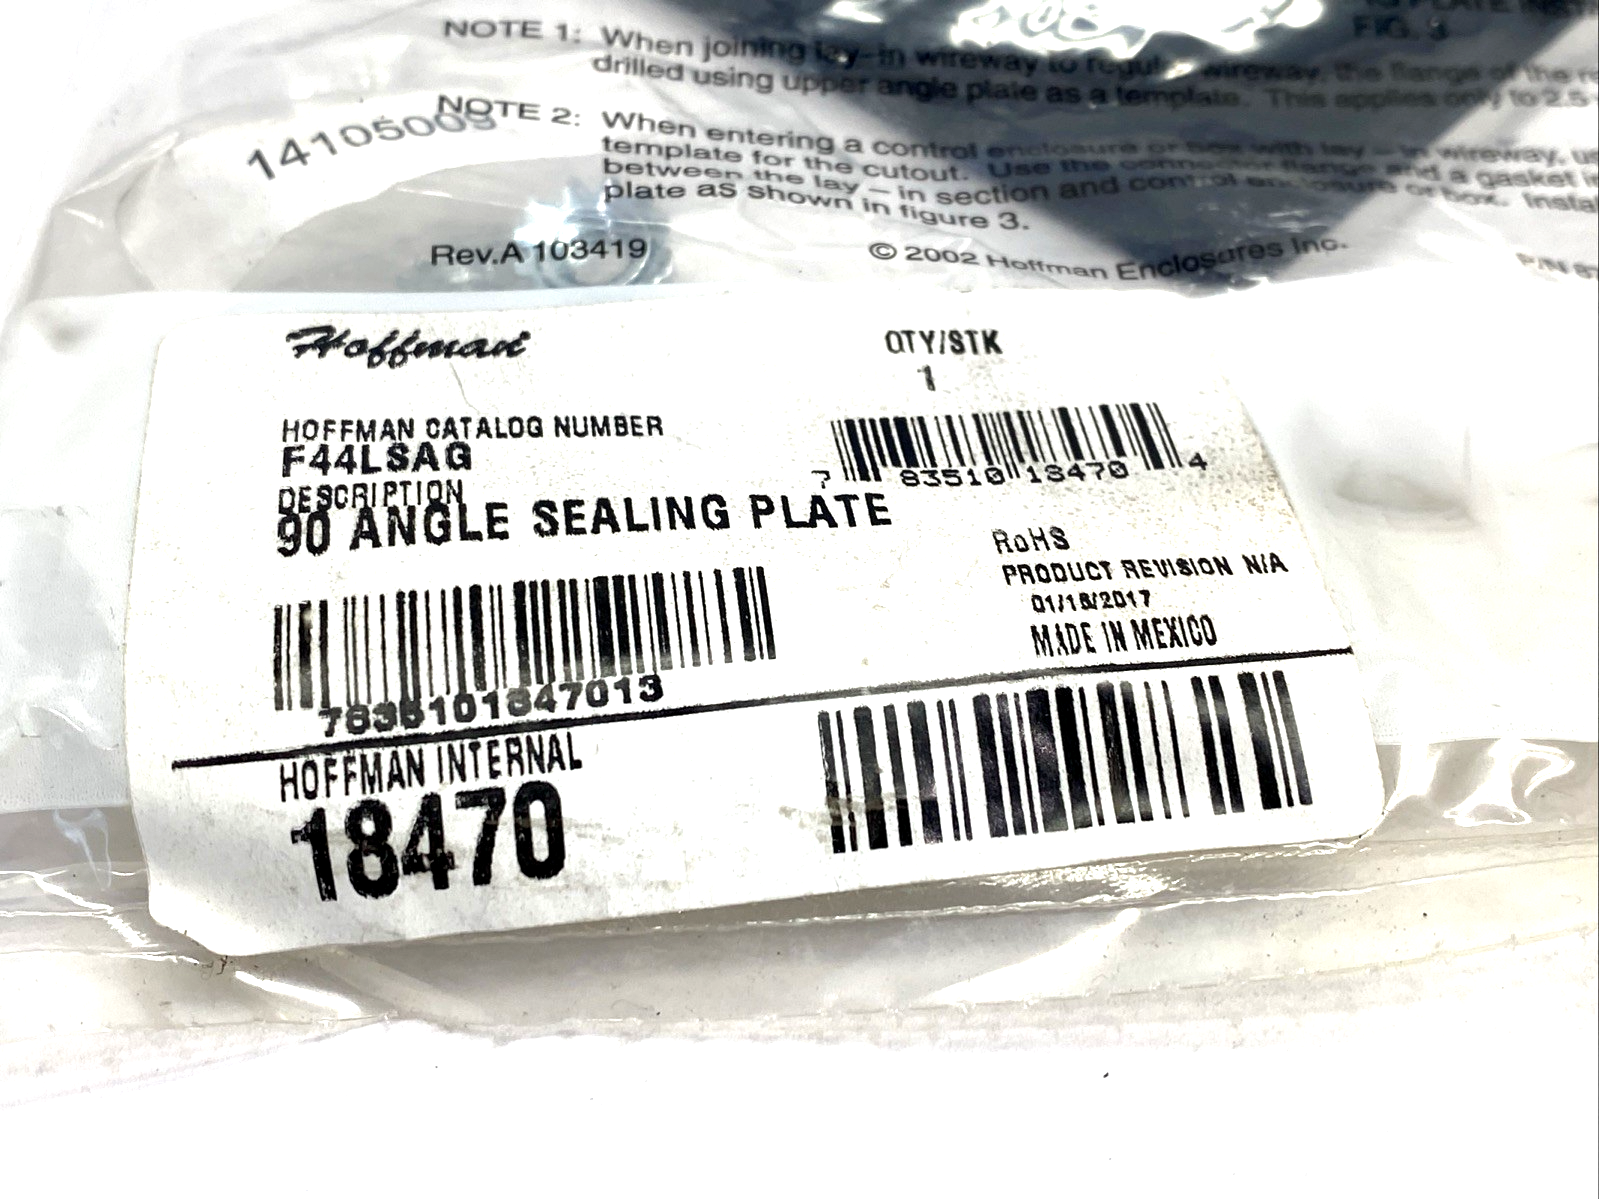 FIG. 3
NOTE 1: When joining lay-in wireway to regular wireway, the flange of the
drilled using upper angle plate as a template. This applies only to 2.5
14105009
NOTE 2: When entering a control enclosure or box with lay-in wireway,
template for the cutout. Use the connector flange and a gasket
between the lay-in section and control enclosure or box. Install
plate as shown in figure 3.
Rev.A 103419
© 2002 Hoffman Enclosures Inc.
P/N
Hoffman
QTY/STK
1
HOFFMAN CATALOG NUMBER
F44LSAG
7 83510 18470 4
DESCRIPTION
90 ANGLE SEALING PLATE
RoHS
PRODUCT REVISION N/A
01/18/2017
MADE IN MEXICO
7835101847013
HOFFMAN INTERNAL
18470